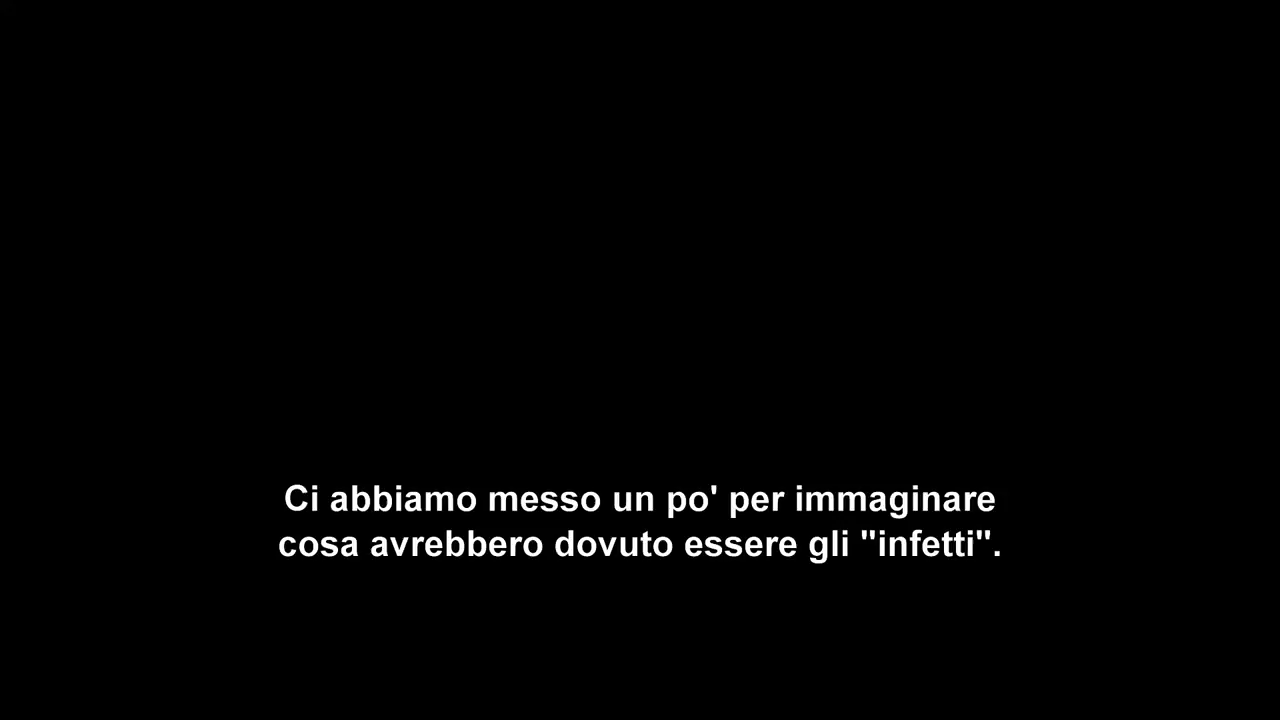 Ci abbiamo messo un po' per immaginare
cosa avrebbero dovuto essere gli "infetti".